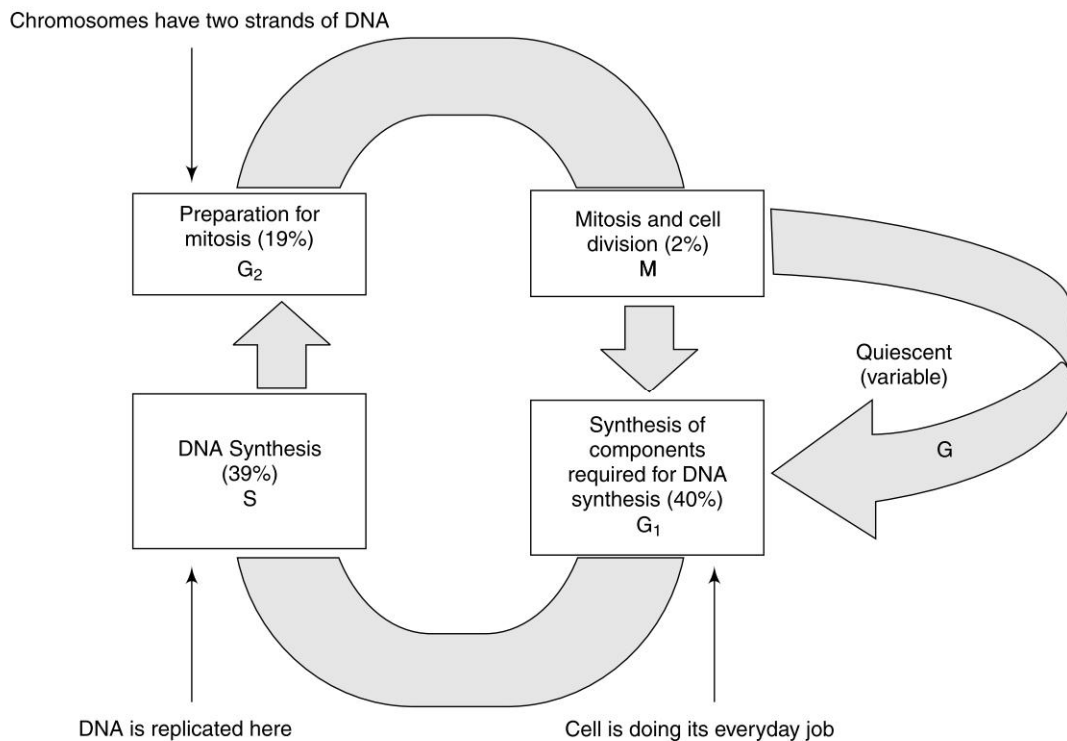 Chromosomes have two strands of DNA
Preparation for
mitosis (19%)
G₂
Mitosis and cell
division (2%)
M
Quiescent
(variable)
G
DNA Synthesis
(39%)
S
Synthesis of
components
required for DNA
synthesis (40%)
G₁
DNA is replicated here
Cell is doing its everyday job